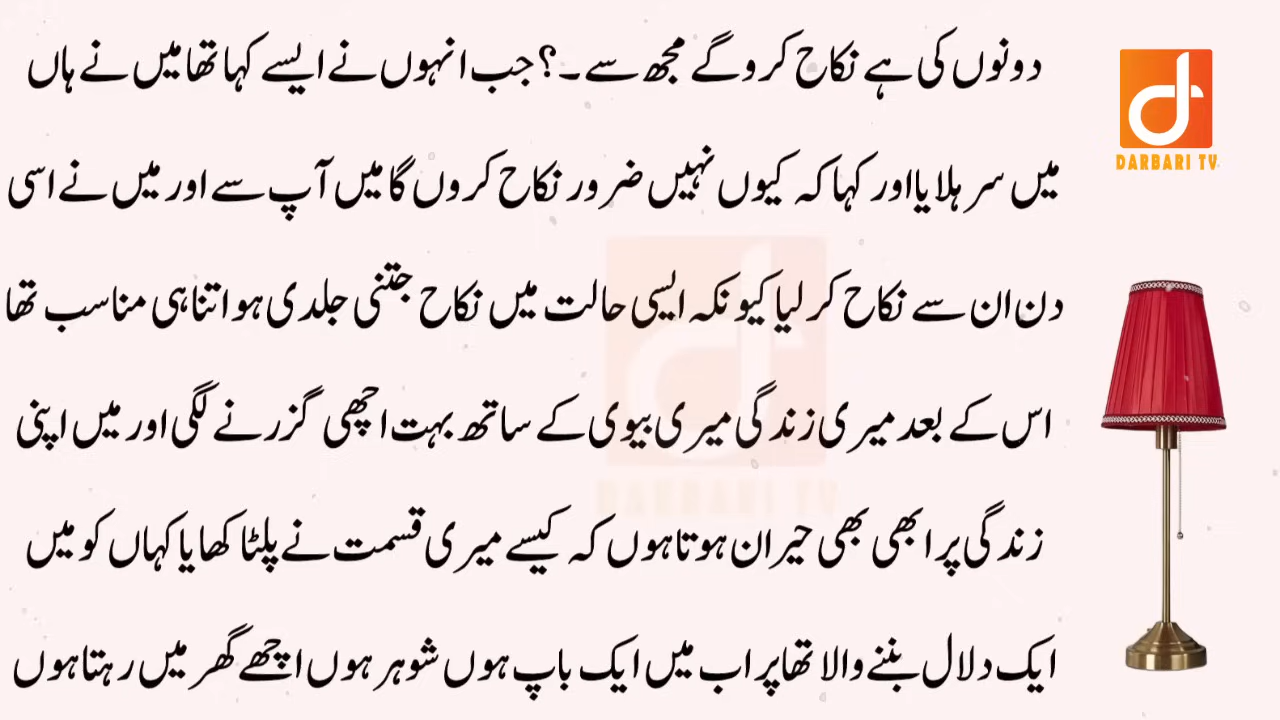 دونوں کی ہے نکاح کرو گے مجھ سے ۔؟ جب انہوں نے ایسے کہا تھا میں نے ہاں
میں سر ہلایا اور کہا کہ کیوں نہیں ضرور نکاح کروں گا میں آپ سے اور میں نے اسی
دن ان سے نکاح کر لیا کیونکہ ایسی حالت میں نکاح جتنی جلدی ہو اتنا ہی مناسب تھا
اس کے بعد میری زندگی میری بیوی کے ساتھ بہت اچھی گزرنے لگی اور میں اپنی
زندگی پر ابھی بھی حیران ہوتا ہوں کہ کیسے میری قسمت نے پلٹا کھایا کہاں کو میں
ایک دلال بننے والا تھا پر اب میں ایک باپ ہوں شوہر ہوں اچھے گھر میں رہتا ہوں
DARBARI TV
DARBARI TV